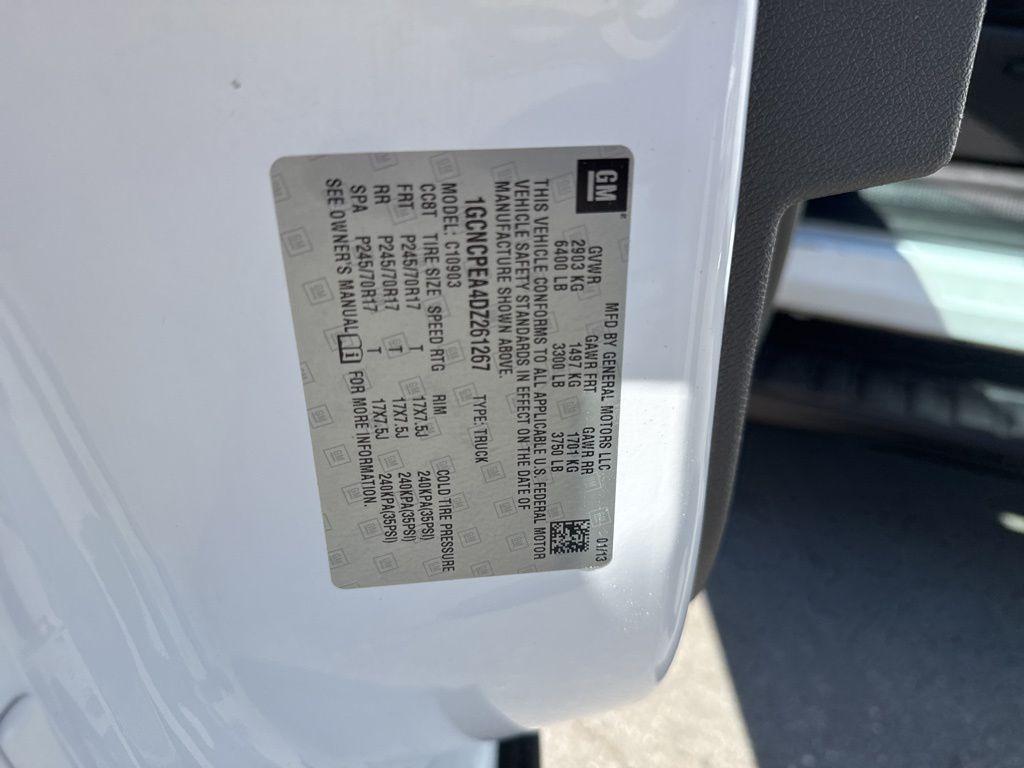 GM
MFD BY GENERAL MOTORS LLC 01/13
GVWR GAWR FRT GAWR RR
2903 KG 1497 KG 1701 KG
6400 LB 3300 LB 3750 LB
THIS VEHICLE CONFORMS TO ALL APPLICABLE U.S. FEDERAL MOTOR
VEHICLE SAFETY STANDARDS IN EFFECT ON THE DATE OF
MANUFACTURE SHOWN ABOVE.
1GCNCPEA4DZ261267 TYPE: TRUCK
MODEL: C10903
CC8T TIRE SIZE SPEED RTG RIM COLD TIRE PRESSURE
FRT P245/70R17 T 17X7.5J 240KPA(35PSI)
RR P245/70R17 T 17X7.5J 240KPA(35PSI)
SPA P245/70R17 T 17X7.5J 240KPA(35PSI)
SEE OWNER'S MANUAL FOR MORE INFORMATION.